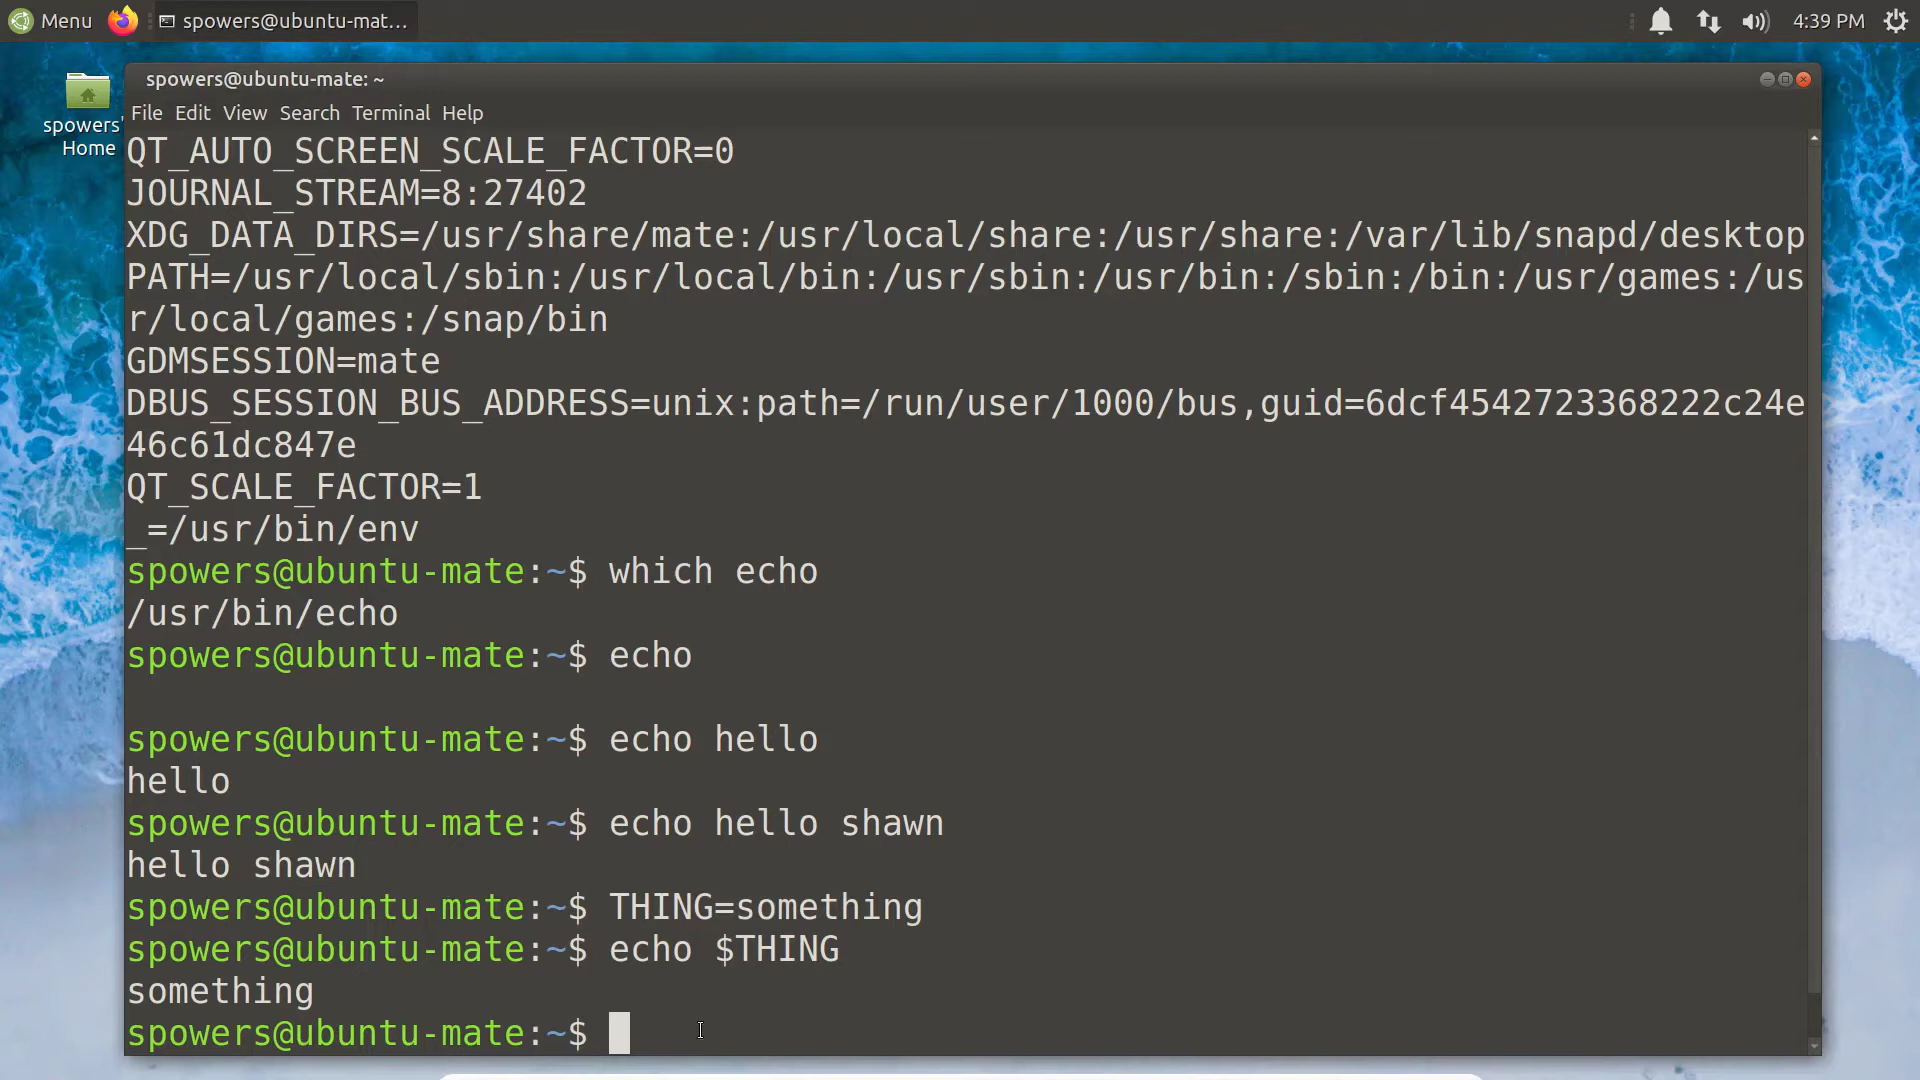 Menu
spowers@ubuntu-mat...
4:39 PM
spowers'
Home
spowers@ubuntu-mate: ~
File Edit View Search Terminal Help
QT_AUTO_SCREEN_SCALE_FACTOR=0
JOURNAL_STREAM=8:27402
XDG_DATA_DIRS=/usr/share/mate:/usr/local/share:/usr/share:/var/lib/snapd/desktop
PATH=/usr/local/sbin:/usr/local/bin:/usr/sbin:/usr/bin:/sbin:/bin:/usr/games:/us
r/local/games:/snap/bin
GDMSESSION=mate
DBUS_SESSION_BUS_ADDRESS=unix:path=/run/user/1000/bus,guid=6dcf4542723368222c24e
46c61dc847e
QT_SCALE_FACTOR=1
_=/usr/bin/env
spowers@ubuntu-mate:~$ which echo
/usr/bin/echo
spowers@ubuntu-mate:~$ echo
spowers@ubuntu-mate:~$ echo hello
hello
spowers@ubuntu-mate:~$ echo hello shawn
hello shawn
spowers@ubuntu-mate:~$ THING=something
spowers@ubuntu-mate:~$ echo $THING
something
spowers@ubuntu-mate:~$